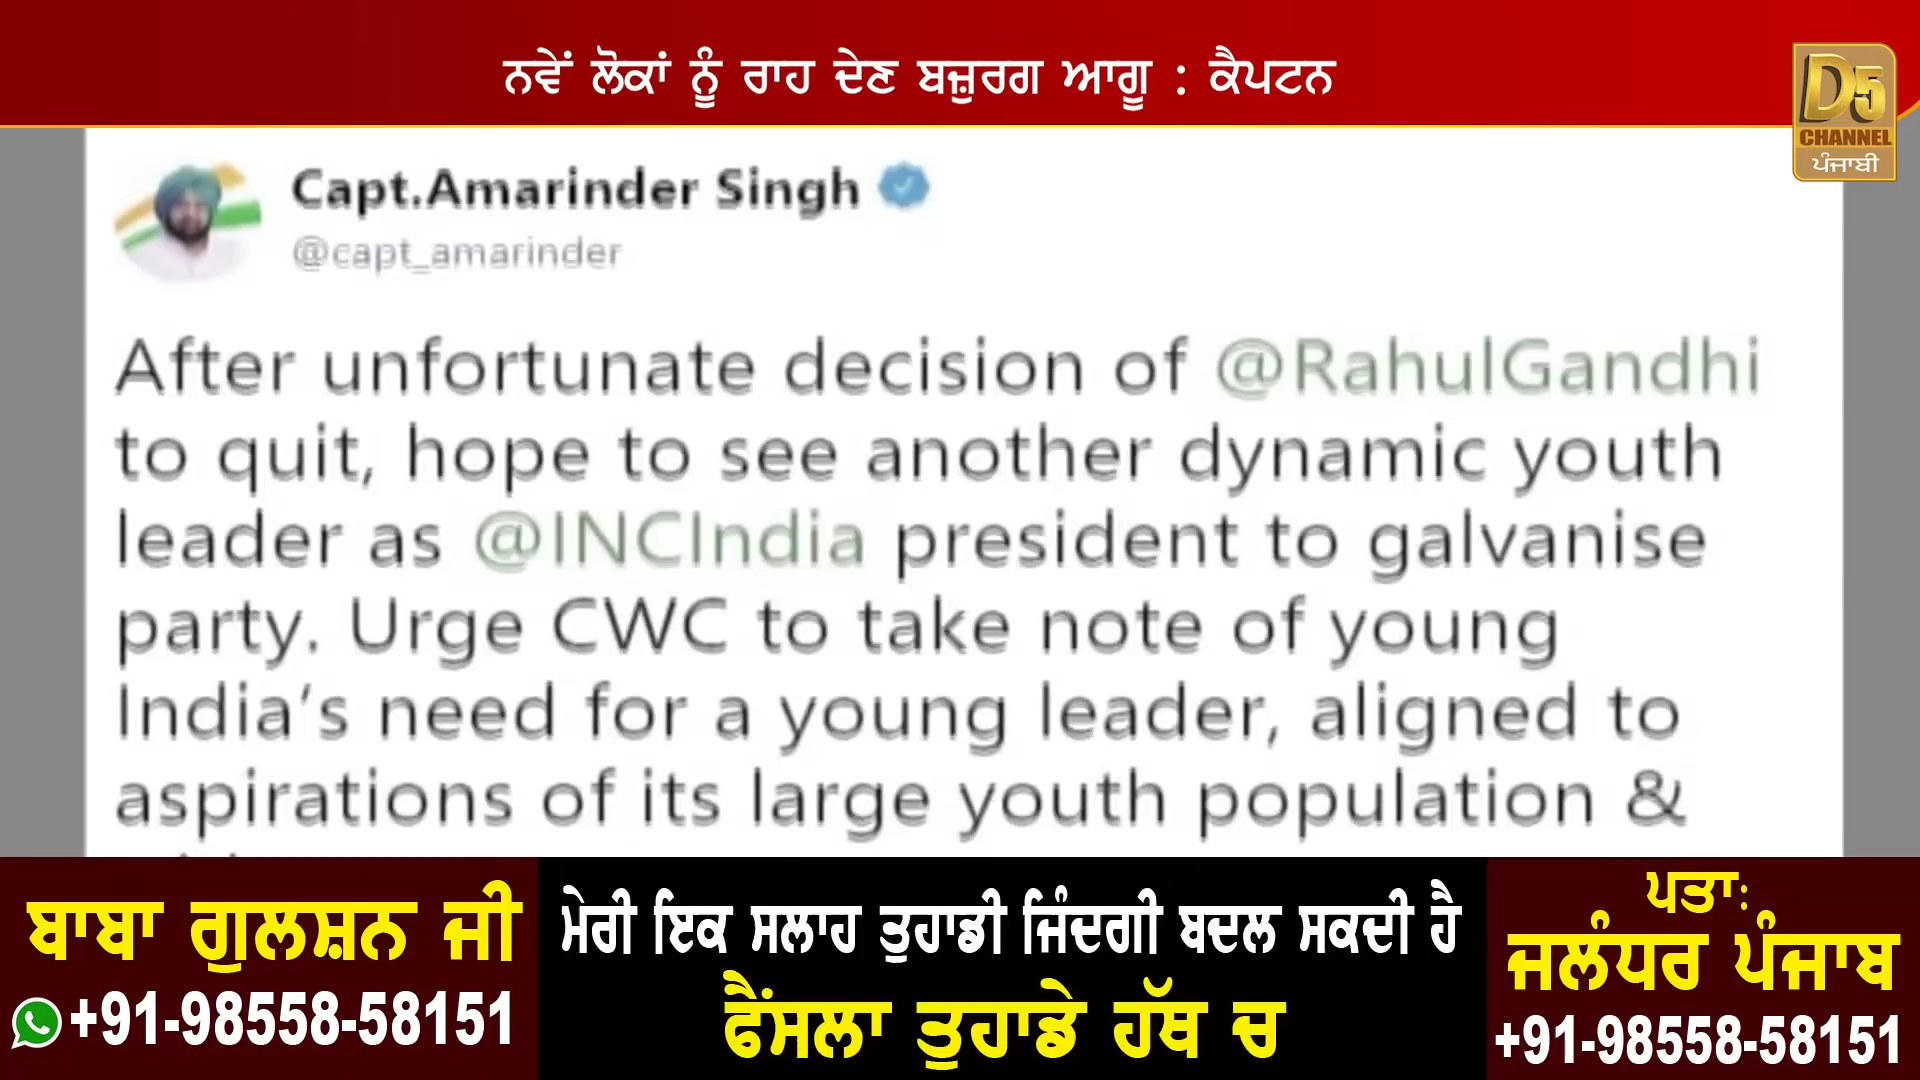 ਨਵੇਂ ਲੋਕਾਂ ਨੂੰ ਰਾਹ ਦੇਣ ਬਜ਼ੁਰਗ ਆਗੂ : ਕੈਪਟਨ
D5
CHANNEL
ਪੰਜਾਬੀ
Capt.Amarinder Singh
@capt_amarinder
After unfortunate decision of @RahulGandhi
to quit, hope to see another dynamic youth
leader as @INCIndia president to galvanise
party. Urge CWC to take note of young
India's need for a young leader, aligned to
aspirations of its large youth population &
ਬਾਬਾ ਗੁਲਸ਼ਨ ਜੀ
+91-98558-58151
ਮੇਰੀ ਇਕ ਸਲਾਹ ਤੁਹਾਡੀ ਜਿੰਦਗੀ ਬਦਲ ਸਕਦੀ ਹੈ
ਫੈਂਸਲਾ ਤੁਹਾਡੇ ਹੱਥ ਚ
ਪਤਾ:
ਜਲੰਧਰ ਪੰਜਾਬ
+91-98558-58151